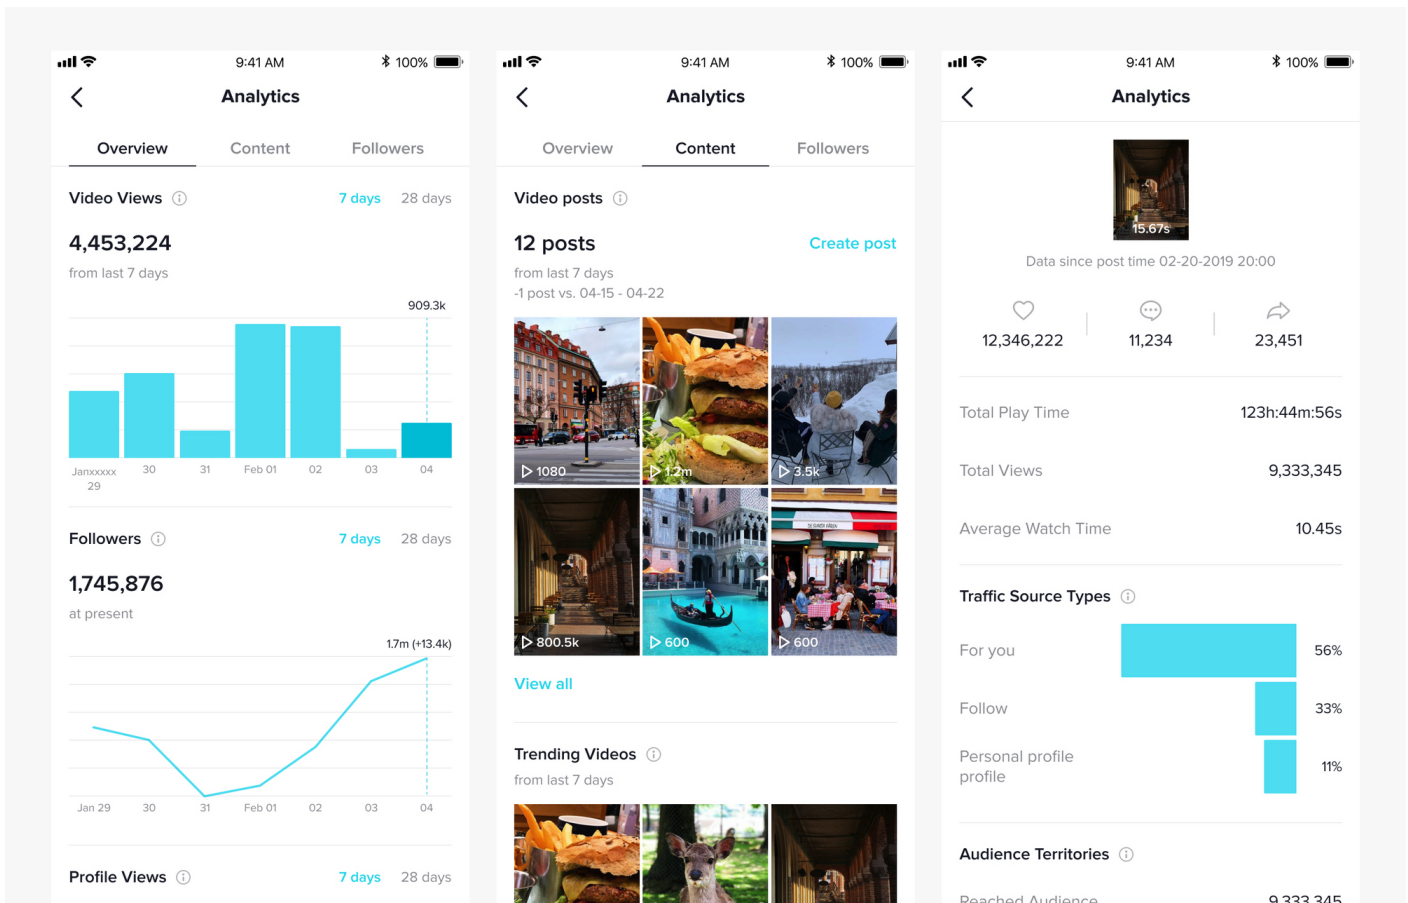 9:41 AM
100%
Analytics
Overview
Content
Followers
Video Views
7 days
28 days
4,453,224
from last 7 days
909.3k
Janxxxxx
29
30
31
Feb 01
02
03
04
Followers
7 days
28 days
1,745,876
at present
1.7m (+13.4k)
Jan 29
30
31
Feb 01
02
03
04
Profile Views
7 days
28 days
9:41 AM
100%
Analytics
Overview
Content
Followers
Video posts
12 posts
Create post
from last 7 days
-1 post vs. 04-15 - 04-22
1080
1.2m
3.5k
800.5k
600
600
View all
Trending Videos
from last 7 days
9:41 AM
100%
Analytics
15.67s
Data since post time 02-20-2019 20:00
12,346,222
11,234
23,451
Total Play Time
123h:44m:56s
Total Views
9,333,345
Average Watch Time
10.45s
Traffic Source Types
For you
56%
Follow
33%
Personal profile
profile
11%
Audience Territories
Reached Audience
9,333,345